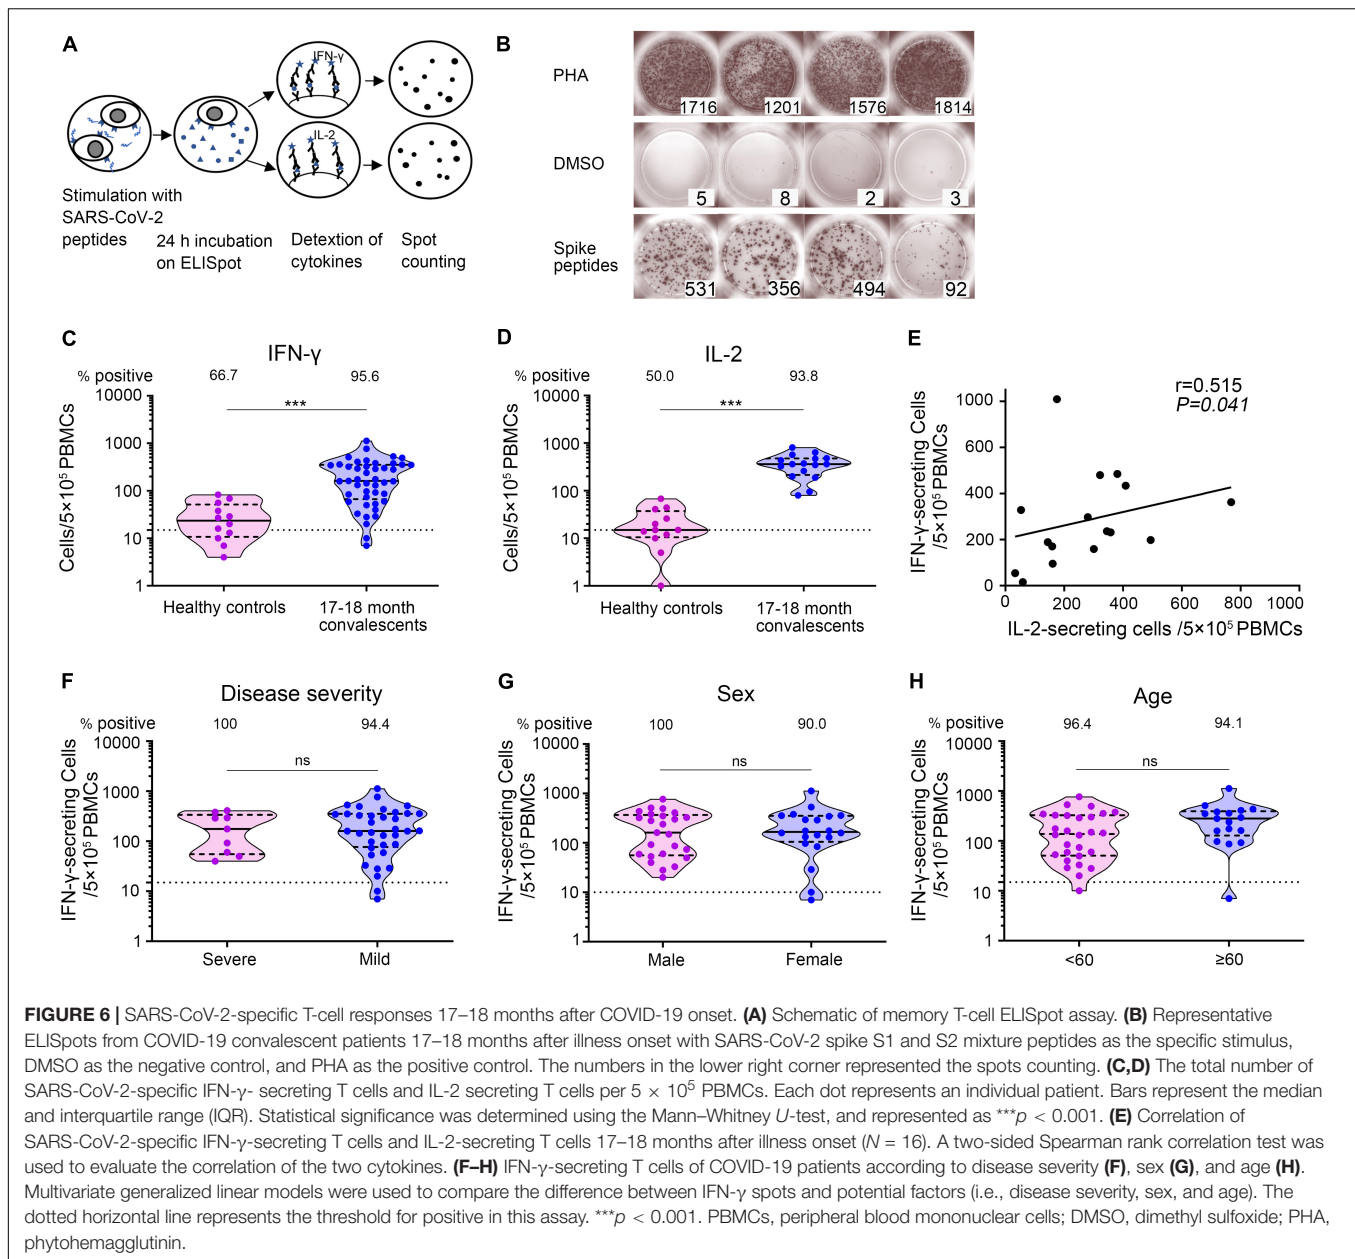 A
IFN-γ
IL-2
Stimulation with
SARS-CoV-2
peptides
24 h incubation
on ELISpot
Detextion of
cytokines
Spot
counting
B
PHA
1716 1201 1576 1814
DMSO
5 8 2 3
Spike
peptides
531 356 494 92
C
IFN-γ
% positive 66.7 95.6
***
Cells/5×10⁵ PBMCs
10000
1000
100
10
1
Healthy controls
17-18 month
convalescents
D
IL-2
% positive 50.0 93.8
***
Cells/5×10⁵ PBMCs
10000
1000
100
10
1
Healthy controls
17-18 month
convalescents
E
r=0.515
P=0.041
IFN-γ-secreting Cells
/5×10⁵ PBMCs
1000
600
400
200
0
0 200 400 600 800 1000
IL-2-secreting cells /5×10⁵ PBMCs
F
Disease severity
% positive 100 94.4
ns
IFN-γ-secreting Cells
/5×10⁵ PBMCs
10000
1000
100
10
1
Severe Mild
G
Sex
% positive 100 90.0
ns
IFN-γ-secreting Cells
/5×10⁵ PBMCs
10000
1000
100
10
1
Male Female
H
Age
% positive 96.4 94.1
ns
IFN-γ-secreting Cells
/5×10⁵ PBMCs
10000
1000
100
10
1
<60 ≥60
FIGURE 6 | SARS-CoV-2-specific T-cell responses 17–18 months after COVID-19 onset. (A) Schematic of memory T-cell ELISpot assay. (B) Representative
ELISpots from COVID-19 convalescent patients 17–18 months after illness onset with SARS-CoV-2 spike S1 and S2 mixture peptides as the specific stimulus,
DMSO as the negative control, and PHA as the positive control. The numbers in the lower right corner represented the spots counting. (C,D) The total number of
SARS-CoV-2-specific IFN-γ- secreting T cells and IL-2 secreting T cells per 5 × 10⁵ PBMCs. Each dot represents an individual patient. Bars represent the median
and interquartile range (IQR). Statistical significance was determined using the Mann–Whitney U-test, and represented as ***p < 0.001. (E) Correlation of
SARS-CoV-2-specific IFN-γ-secreting T cells and IL-2-secreting T cells 17–18 months after illness onset (N = 16). A two-sided Spearman rank correlation test was
used to evaluate the correlation of the two cytokines. (F–H) IFN-γ-secreting T cells of COVID-19 patients according to disease severity (F), sex (G), and age (H).
Multivariate generalized linear models were used to compare the difference between IFN-γ spots and potential factors (i.e., disease severity, sex, and age). The
dotted horizontal line represents the threshold for positive in this assay. ***p < 0.001. PBMCs, peripheral blood mononuclear cells; DMSO, dimethyl sulfoxide; PHA,
phytohemagglutinin.